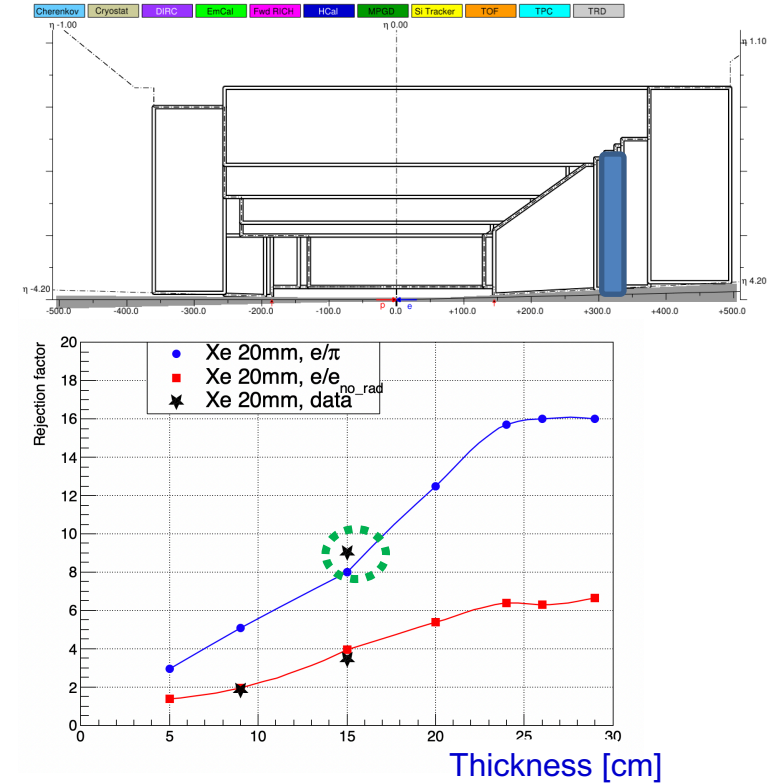 Cherenkov Cryostat DIRC EmCal Fwd RICH HCal MPGD Si Tracker TOF TPC TRD
η -1.00 η 0.00
1.10
η -4.20 η 4.20
p e
-500.0 -400.0 -300.0 -200.0 -100.0 0.0 +100.0 +200.0 +300.0 +400.0 +500.0
Rejection factor
20
18
16
14
12
10
8
6
4
2
0
Xe 20mm, e/π
Xe 20mm, e/e no_rad
Xe 20mm, data
0 5 10 15 20 25 30
Thickness [cm]